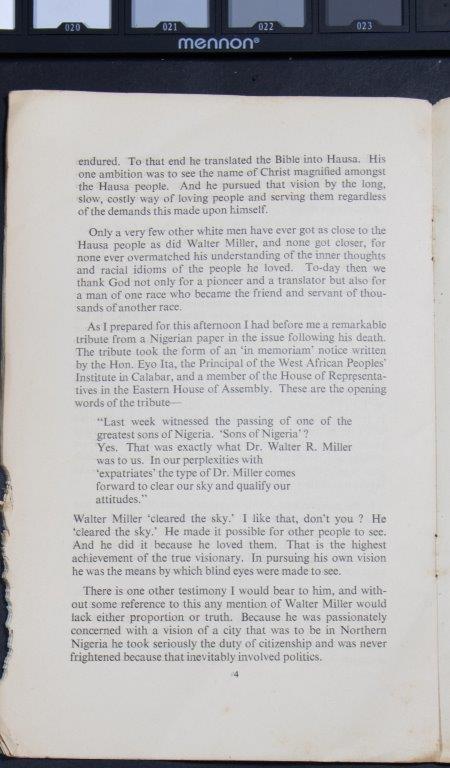 020 021 022 023
mennon®
endured. To that end he translated the Bible into Hausa. His
one ambition was to see the name of Christ magnified amongst
the Hausa people. And he pursued that vision by the long,
slow, costly way of loving people and serving them regardless
of the demands this made upon himself.
Only a very few other white men have ever got as close to the
Hausa people as did Walter Miller, and none got closer, for
none ever overmatched his understanding of the inner thoughts
and racial idioms of the people he loved. To-day then we
thank God not only for a pioneer and a translator but also for
a man of one race who became the friend and servant of thou-
sands of another race.
As I prepared for this afternoon I had before me a remarkable
tribute from a Nigerian paper in the issue following his death.
The tribute took the form of an 'in memoriam' notice written
by the Hon. Eyo Ita, the Principal of the West African Peoples'
Institute in Calabar, and a member of the House of Representa-
tives in the Eastern House of Assembly. These are the opening
words of the tribute—
"Last week witnessed the passing of one of the
greatest sons of Nigeria. 'Sons of Nigeria'?
Yes. That was exactly what Dr. Walter R. Miller
was to us. In our perplexities with
'expatriates' the type of Dr. Miller comes
forward to clear our sky and qualify our
attitudes."
Walter Miller 'cleared the sky.' I like that, don't you ? He
'cleared the sky.' He made it possible for other people to see.
And he did it because he loved them. That is the highest
achievement of the true visionary. In pursuing his own vision
he was the means by which blind eyes were made to see.
There is one other testimony I would bear to him, and with-
out some reference to this any mention of Walter Miller would
lack either proportion or truth. Because he was passionately
concerned with a vision of a city that was to be in Northern
Nigeria he took seriously the duty of citizenship and was never
frightened because that inevitably involved politics.
4